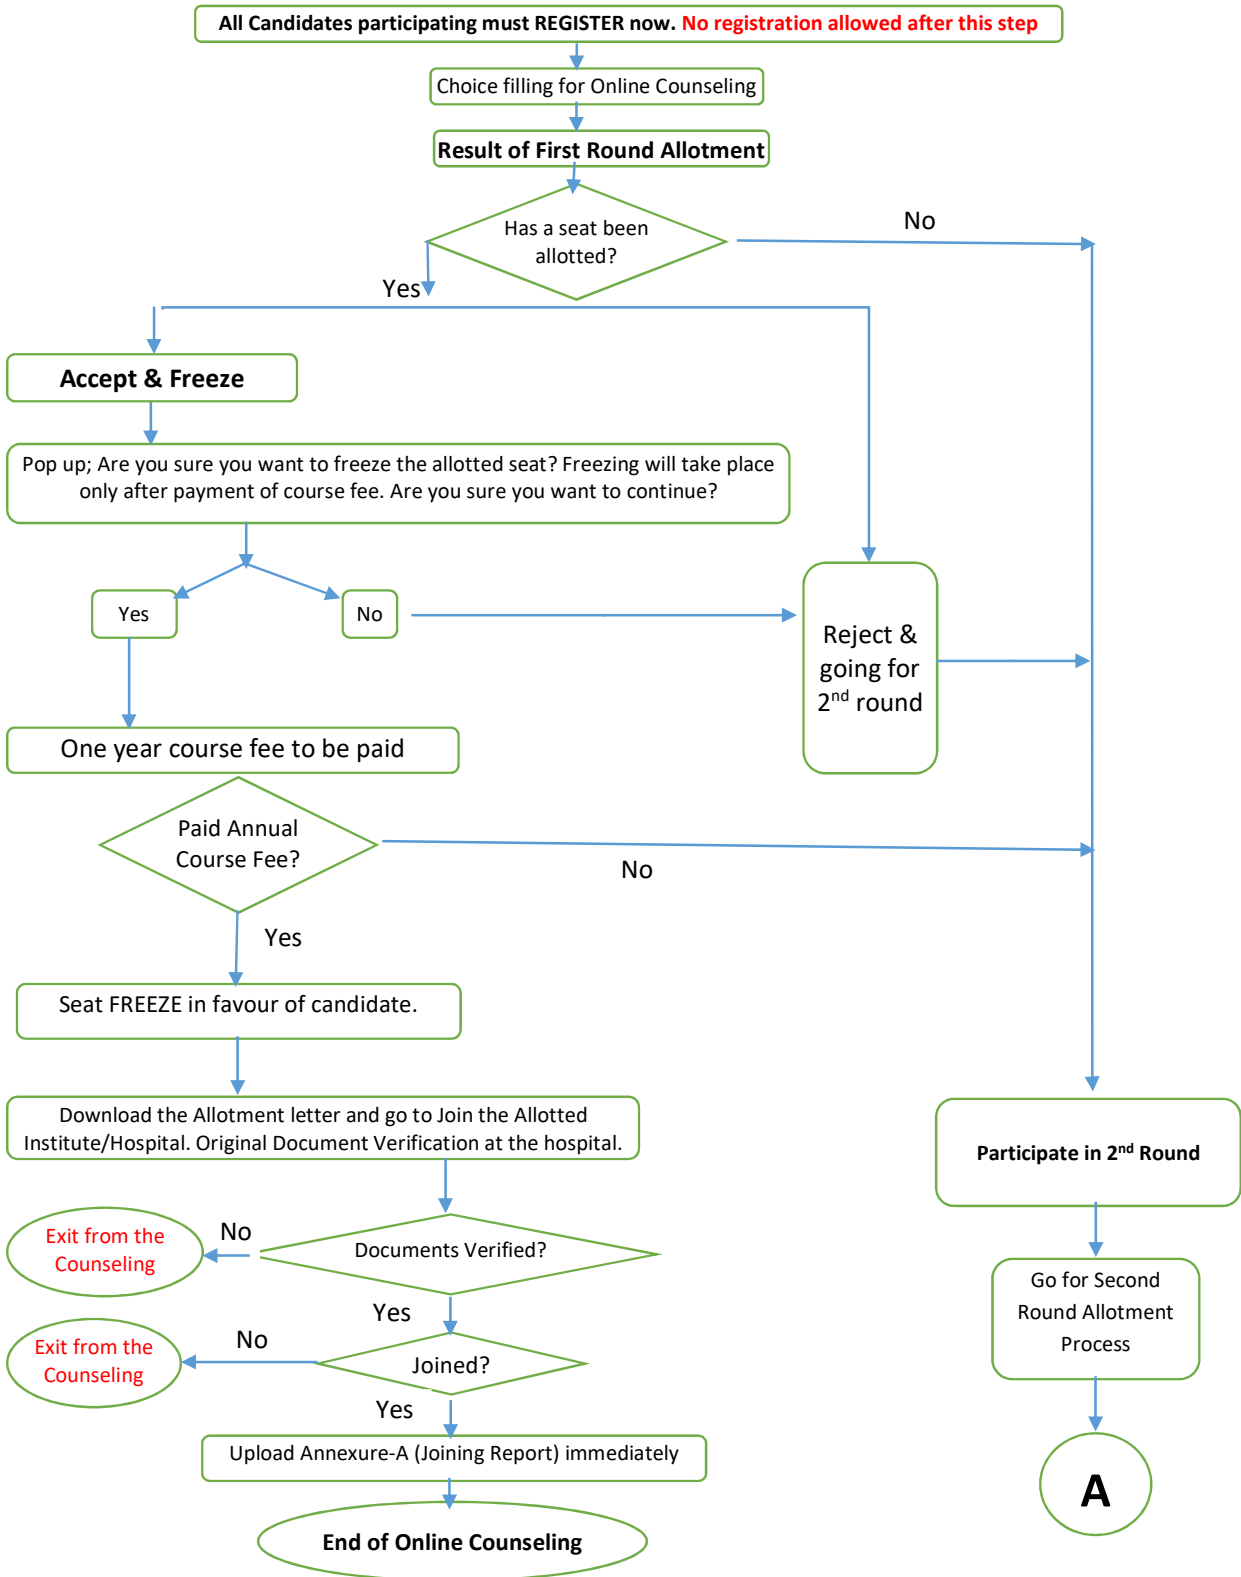 All Candidates participating must REGISTER now. No registration allowed after this step
Choice filling for Online Counseling
Result of First Round Allotment
Has a seat been
allotted?
No
Yes
Accept & Freeze
Pop up; Are you sure you want to freeze the allotted seat? Freezing will take place
only after payment of course fee. Are you sure you want to continue?
Yes
No
Reject &
going for
2nd round
One year course fee to be paid
Paid Annual
Course Fee?
No
Yes
Seat FREEZE in favour of candidate.
Download the Allotment letter and go to Join the Allotted
Institute/Hospital. Original Document Verification at the hospital.
Participate in 2nd Round
Exit from the
Counseling
No
Documents Verified?
Go for Second
Round Allotment
Process
Yes
Exit from the
Counseling
No
Joined?
Yes
Upload Annexure-A (Joining Report) immediately
A
End of Online Counseling